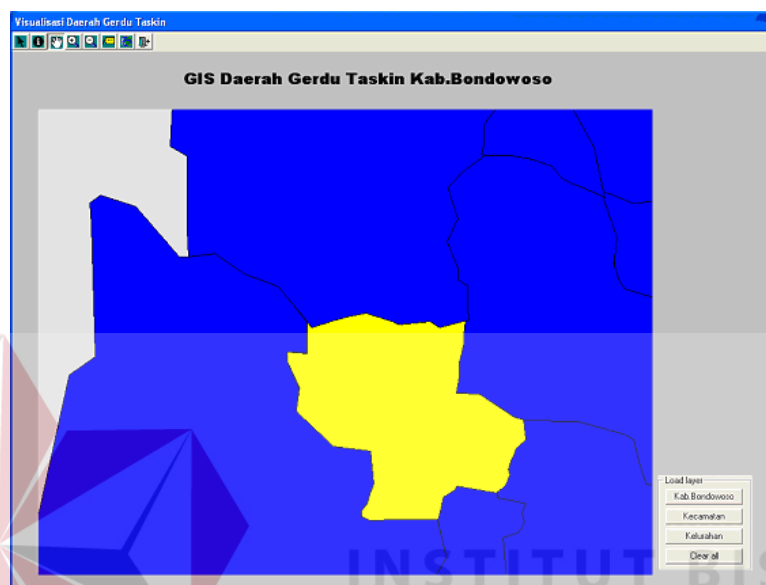 Visualisasi Daerah Gerdu Taskin
GIS Daerah Gerdu Taskin Kab.Bondowoso
Load layer
Kab.Bondowoso
Kecamatan
Kelurahan
Clear all
INSTITUT BIS